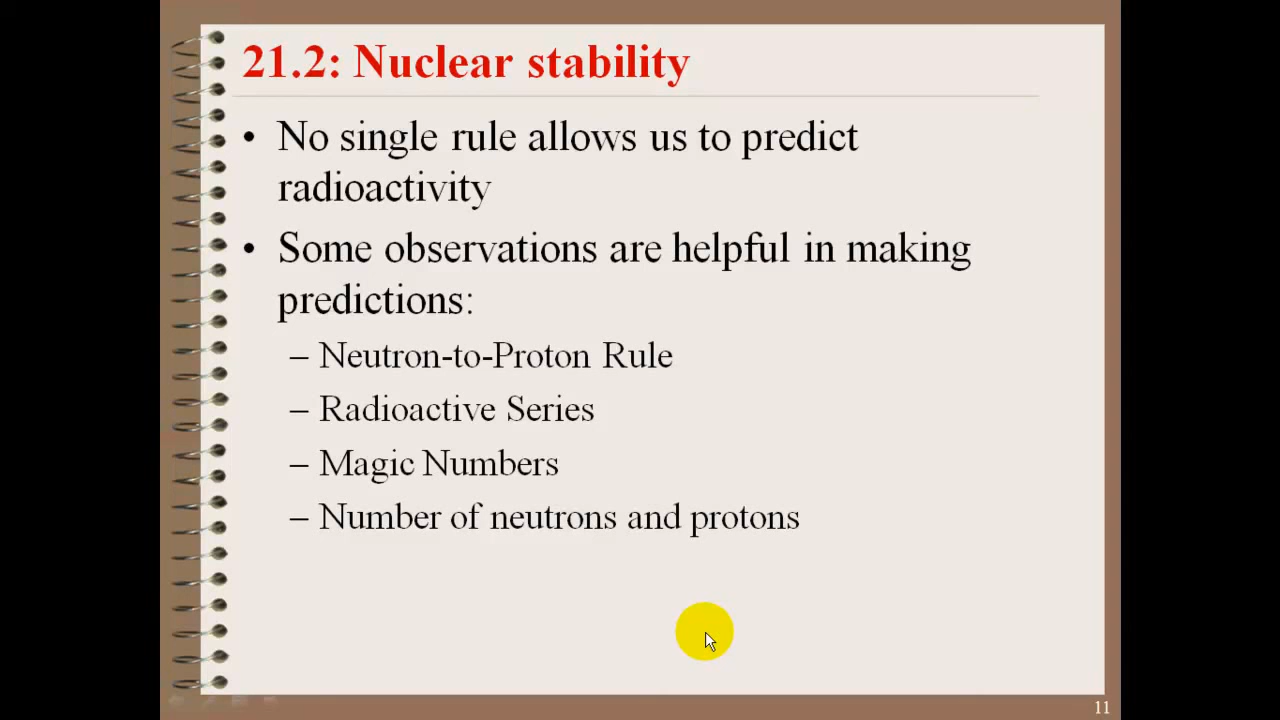 21.2: Nuclear stability
• No single rule allows us to predict
radioactivity
• Some observations are helpful in making
predictions:
– Neutron-to-Proton Rule
– Radioactive Series
– Magic Numbers
– Number of neutrons and protons
11